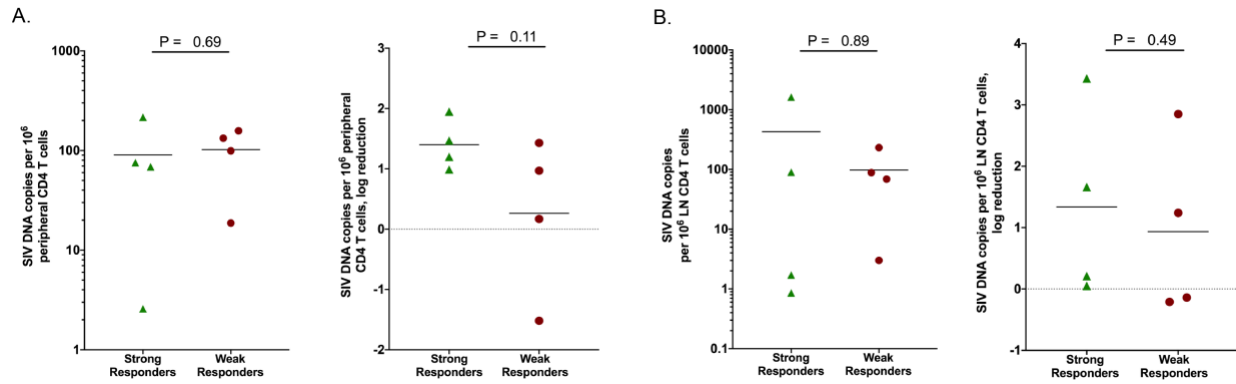 A.
P = 0.69
1000
100
10
1
SIV DNA copies per 10⁶
peripheral CD4 T cells
Strong
Responders
Weak
Responders
P = 0.11
3
2
1
0
-1
-2
SIV DNA copies per 10⁶ peripheral
CD4 T cells, log reduction
Strong
Responders
Weak
Responders
B.
P = 0.89
10000
1000
100
10
1
0.1
SIV DNA copies
per 10⁶ LN CD4 T cells
Strong
Responders
Weak
Responders
P = 0.49
4
3
2
1
0
-1
SIV DNA copies per 10⁶ LN CD4 T cells,
log reduction
Strong
Responders
Weak
Responders